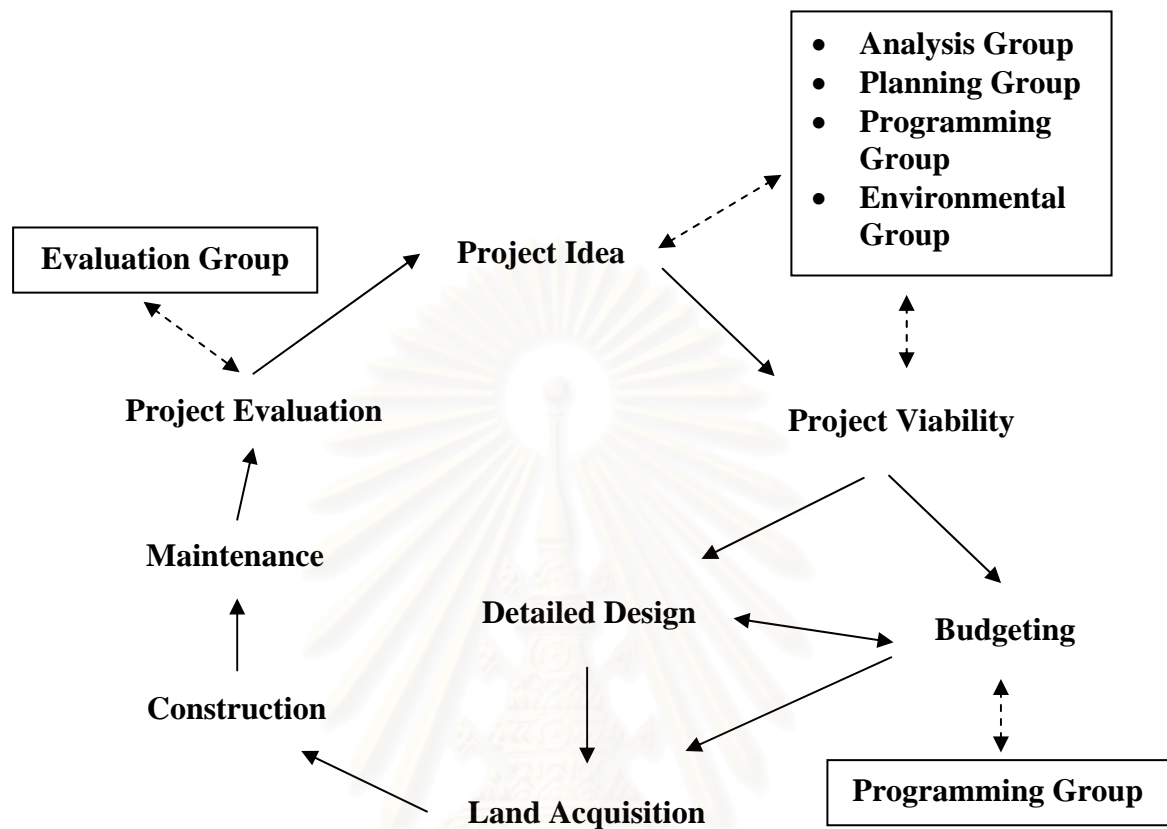 • Analysis Group
• Planning Group
• Programming
Group
• Environmental
Group
Evaluation Group
Project Idea
Project Evaluation
Project Viability
Maintenance
Detailed Design
Budgeting
Construction
Programming Group
Land Acquisition